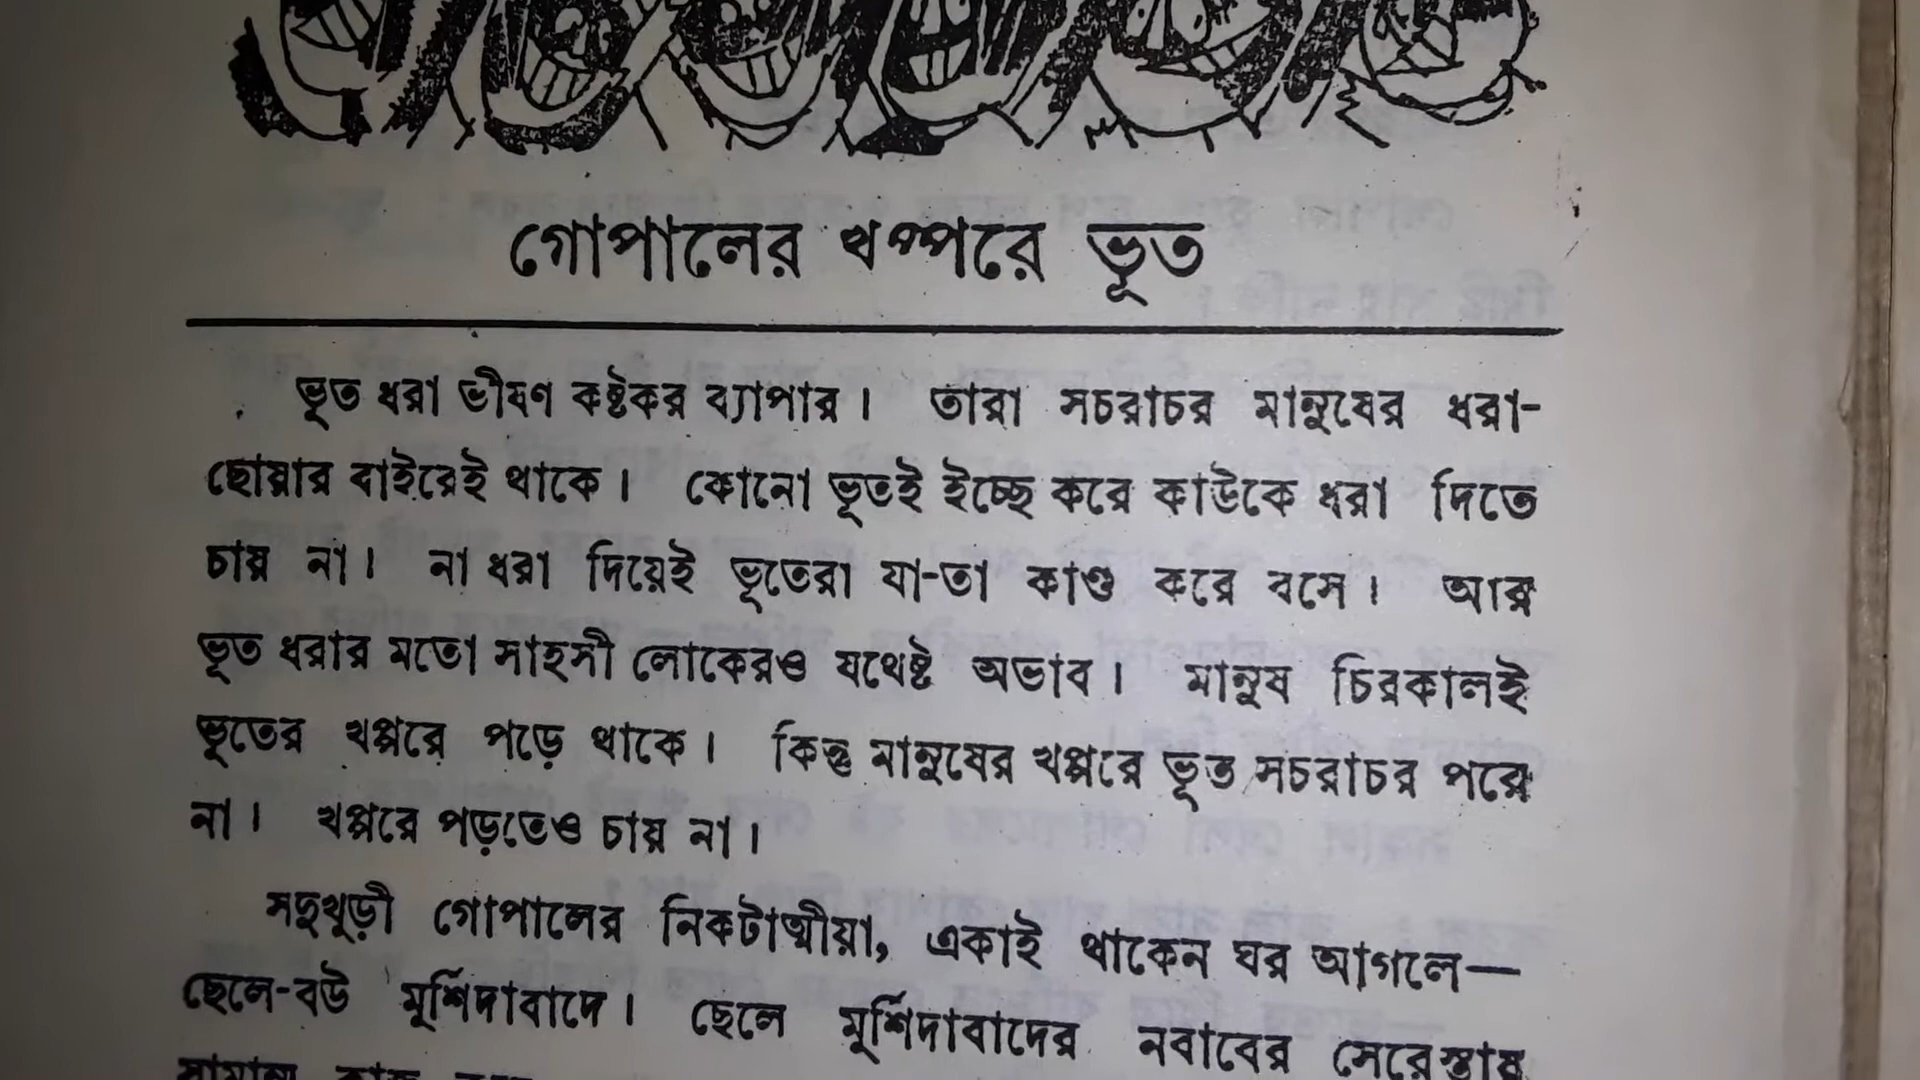 গোপালের খপ্পরে ভূত
ভূত ধরা ভীষণ কষ্টকর ব্যাপার। তারা সচরাচর মানুষের ধরা-
ছোয়ার বাইরেই থাকে। কোনো ভূতই ইচ্ছে করে কাউকে ধরা দিতে
চায় না। না ধরা দিয়েই ভূতেরা যা-তা কাণ্ড করে বসে। আর
ভূত ধরার মতো সাহসী লোকেরও যথেষ্ট অভাব। মানুষ চিরকালই
ভূতের খপ্পরে পড়ে থাকে। কিন্তু মানুষের খপ্পরে ভূত সচরাচর পরে
না। খপ্পরে পড়তেও চায় না।
সদুখুড়ী গোপালের নিকটাত্মীয়া, একাই থাকেন ঘর আগলে—
ছেলে-বউ মুর্শিদাবাদে। ছেলে মুর্শিদাবাদের নবাবের সেরেস্তায়